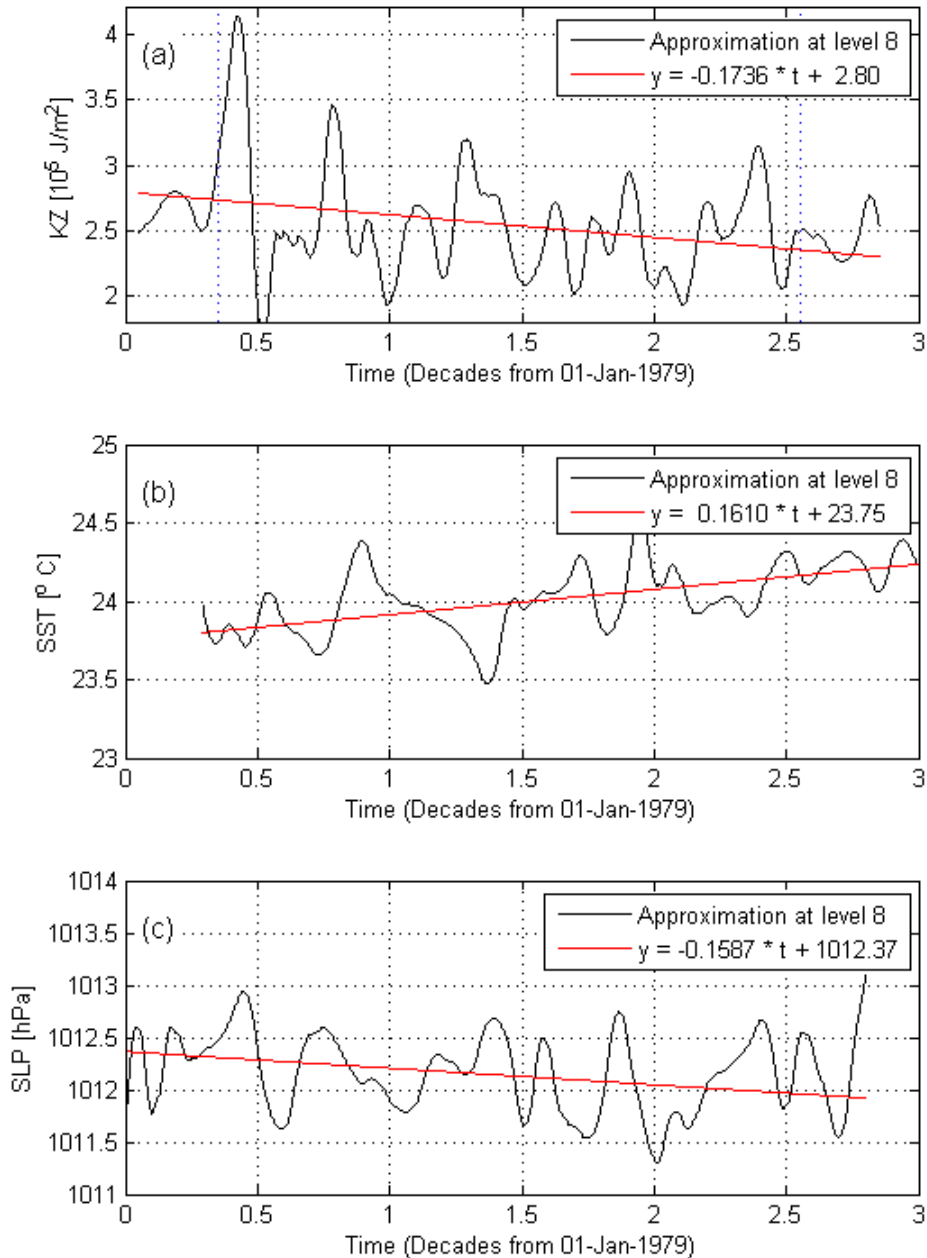 (a)
Approximation at level 8
y = -0.1736 * t + 2.80
KZ [10⁵ J/m²]
4
3.5
3
2.5
2
0 0.5 1 1.5 2 2.5 3
Time (Decades from 01-Jan-1979)
(b)
Approximation at level 8
y = 0.1610 * t + 23.75
SST [º C]
25
24.5
24
23.5
23
0 0.5 1 1.5 2 2.5 3
Time (Decades from 01-Jan-1979)
(c)
Approximation at level 8
y = -0.1587 * t + 1012.37
SLP [hPa]
1014
1013.5
1013
1012.5
1012
1011.5
1011
0 0.5 1 1.5 2 2.5 3
Time (Decades from 01-Jan-1979)